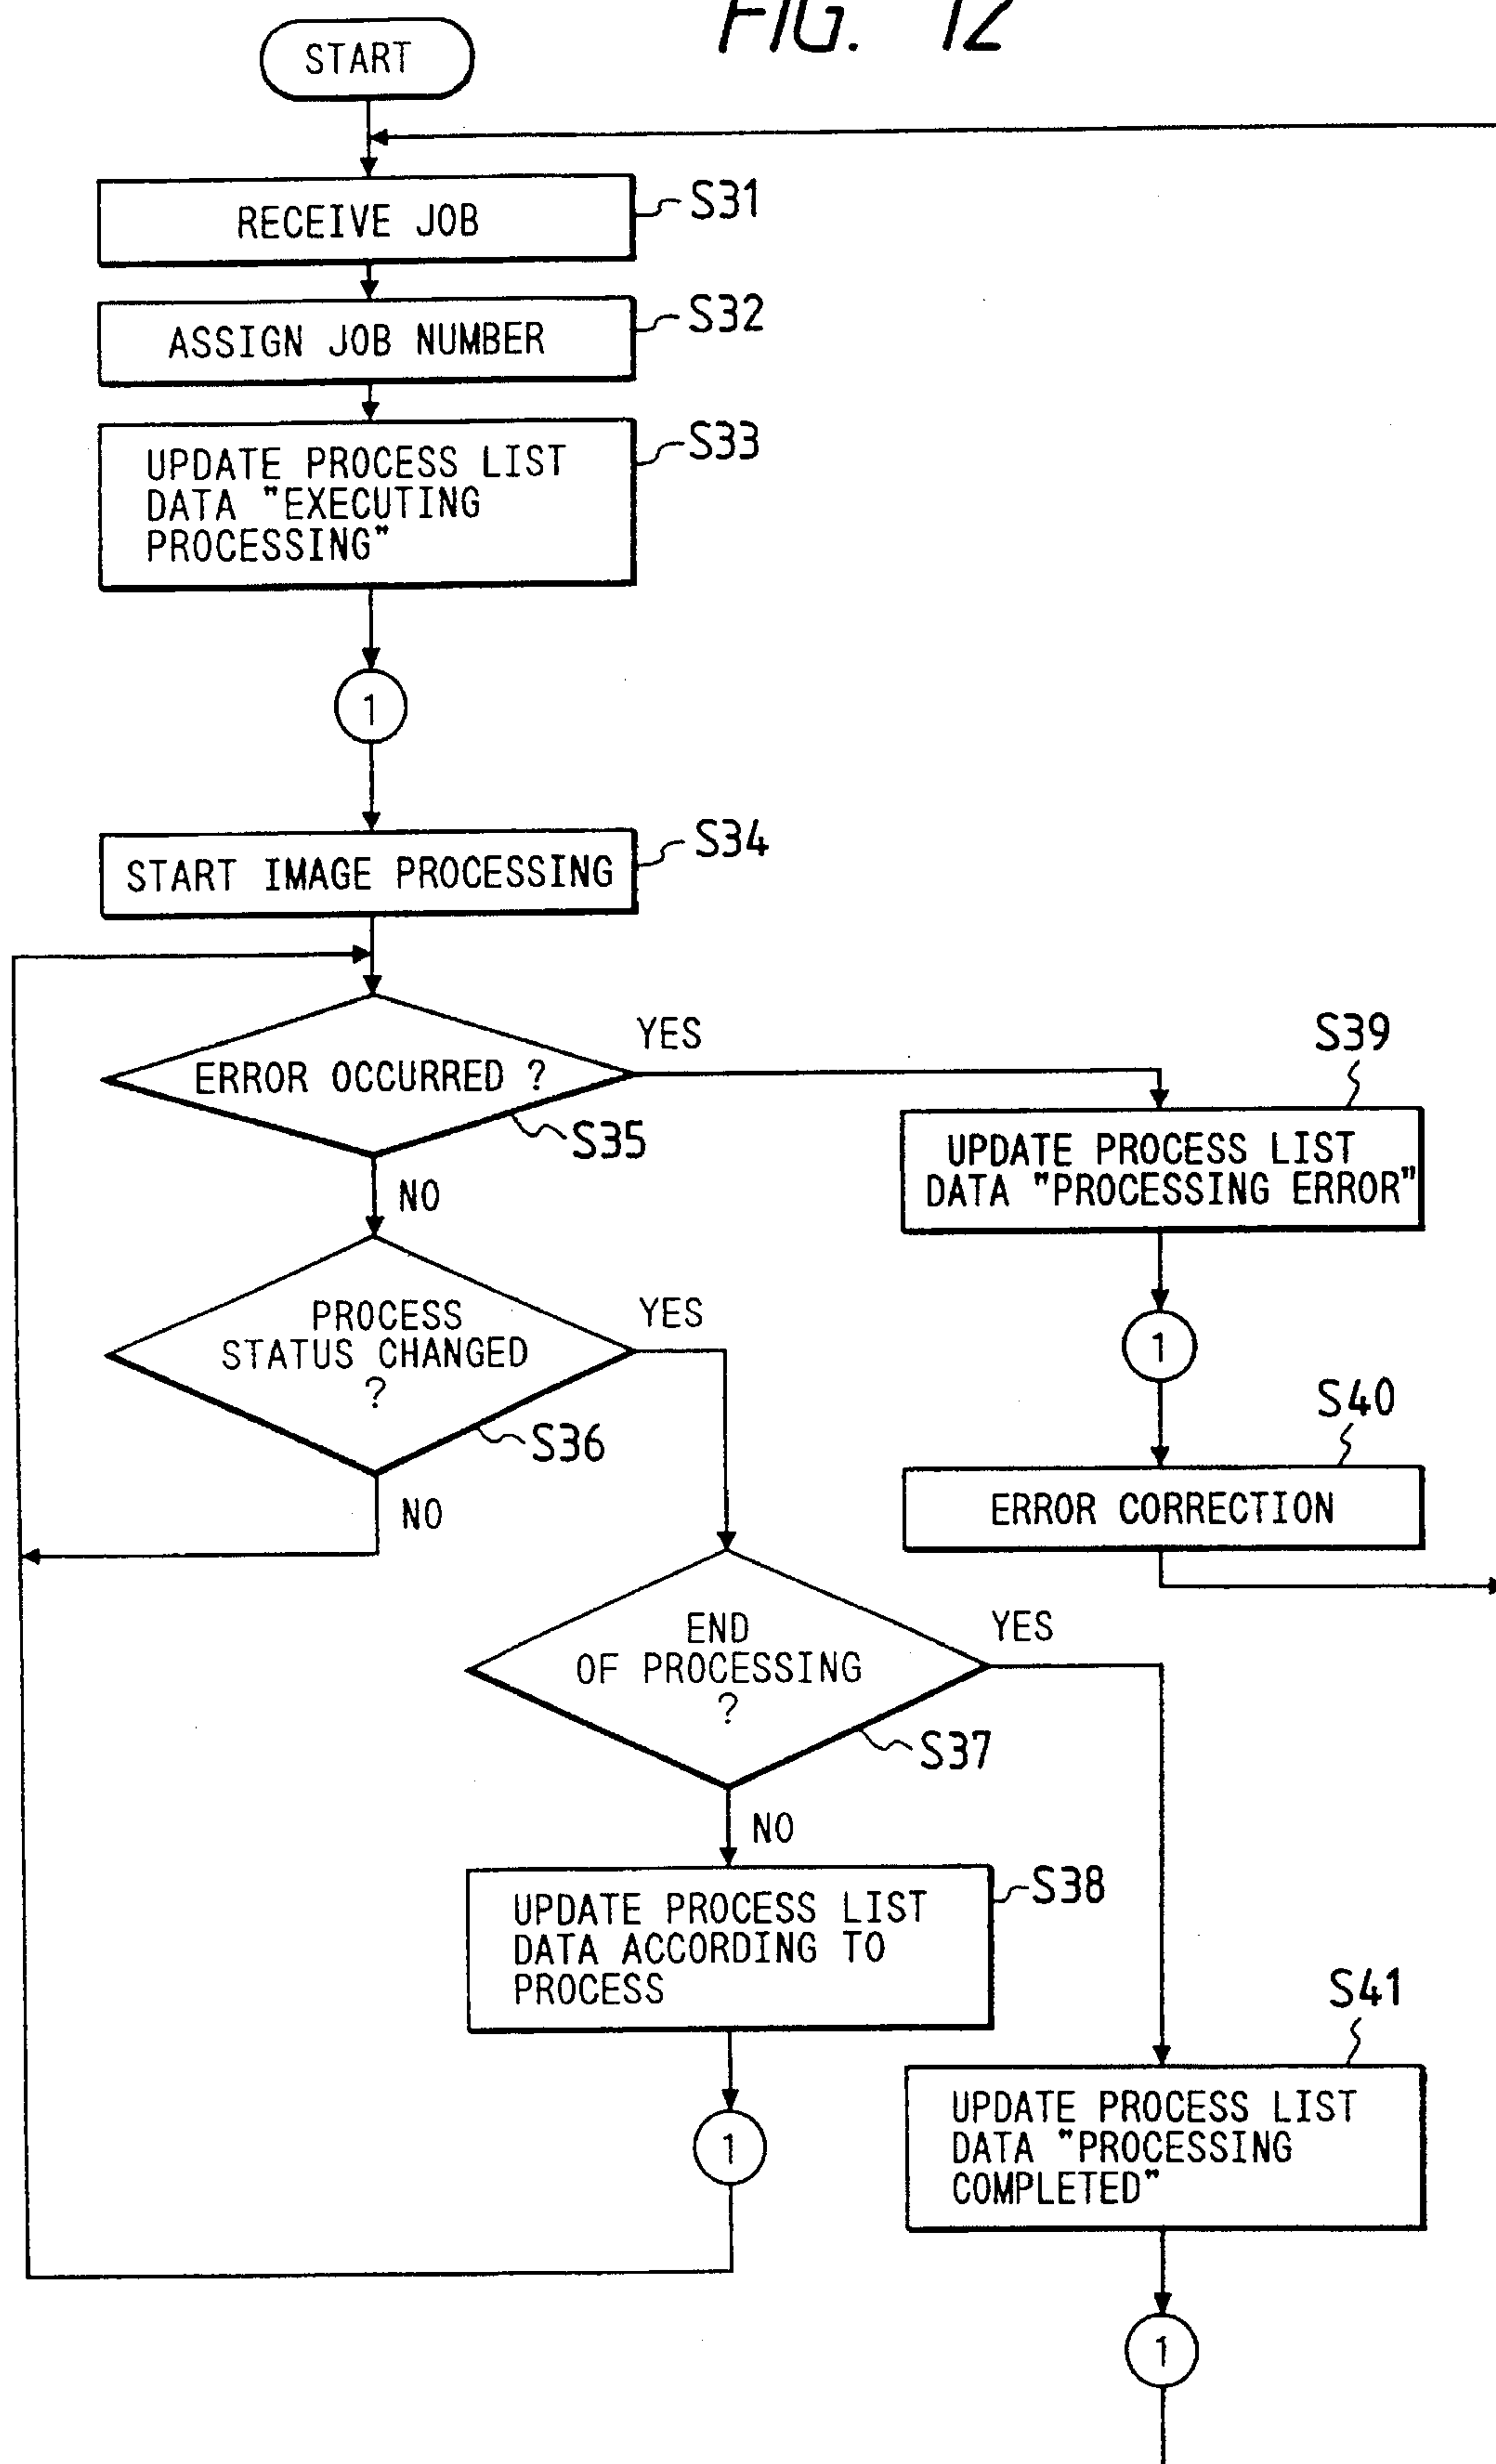 FIG. 12
START
RECEIVE JOB
S31
ASSIGN JOB NUMBER
S32
UPDATE PROCESS LIST
DATA "EXECUTING
PROCESSING"
S33
1
START IMAGE PROCESSING
S34
ERROR OCCURRED ?
YES
S35
NO
S39
UPDATE PROCESS LIST
DATA "PROCESSING ERROR"
1
S40
ERROR CORRECTION
PROCESS
STATUS CHANGED
?
YES
S36
NO
END
OF PROCESSING
?
YES
S37
NO
UPDATE PROCESS LIST
DATA ACCORDING TO
PROCESS
S38
1
S41
UPDATE PROCESS LIST
DATA "PROCESSING
COMPLETED"
1